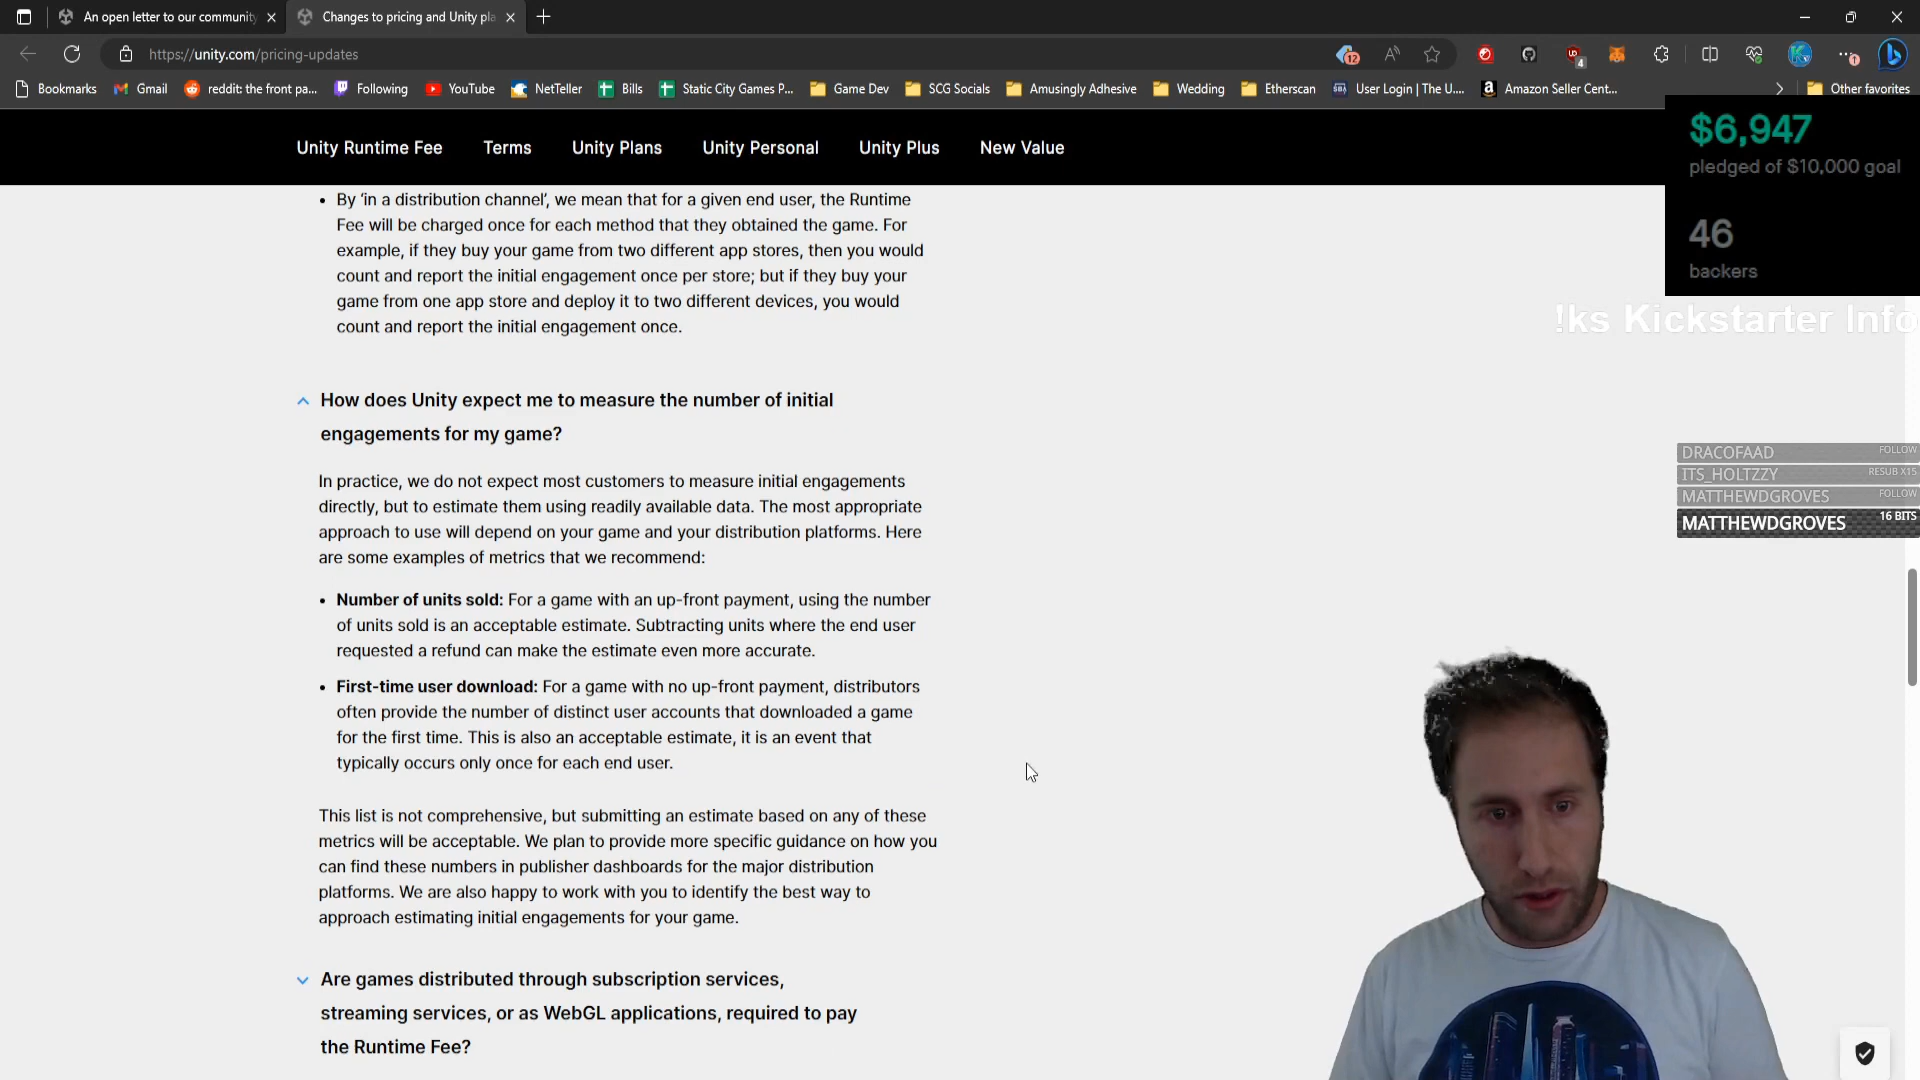 An open letter to our community
Changes to pricing and Unity pla
https://unity.com/pricing-updates
12
4
1
Bookmarks
Gmail
reddit: the front pa...
Following
YouTube
NetTeller
Bills
Static City Games P...
Game Dev
SCG Socials
Amusingly Adhesive
Wedding
Etherscan
User Login | The U....
Amazon Seller Cent...
Other favorites
Unity Runtime Fee
Terms
Unity Plans
Unity Personal
Unity Plus
New Value
$6,947
pledged of $10,000 goal
46
backers
!ks Kickstarter Info
• By ‘in a distribution channel’, we mean that for a given end user, the Runtime
Fee will be charged once for each method that they obtained the game. For
example, if they buy your game from two different app stores, then you would
count and report the initial engagement once per store; but if they buy your
game from one app store and deploy it to two different devices, you would
count and report the initial engagement once.
How does Unity expect me to measure the number of initial
engagements for my game?
In practice, we do not expect most customers to measure initial engagements
directly, but to estimate them using readily available data. The most appropriate
approach to use will depend on your game and your distribution platforms. Here
are some examples of metrics that we recommend:
• Number of units sold: For a game with an up-front payment, using the number
of units sold is an acceptable estimate. Subtracting units where the end user
requested a refund can make the estimate even more accurate.
• First-time user download: For a game with no up-front payment, distributors
often provide the number of distinct user accounts that downloaded a game
for the first time. This is also an acceptable estimate, it is an event that
typically occurs only once for each end user.
This list is not comprehensive, but submitting an estimate based on any of these
metrics will be acceptable. We plan to provide more specific guidance on how you
can find these numbers in publisher dashboards for the major distribution
platforms. We are also happy to work with you to identify the best way to
approach estimating initial engagements for your game.
Are games distributed through subscription services,
streaming services, or as WebGL applications, required to pay
the Runtime Fee?
DRACOFAAD FOLLOW
ITS_HOLTZZY RESUB X15
MATTHEWDGROVES FOLLOW
MATTHEWDGROVES 16 BITS